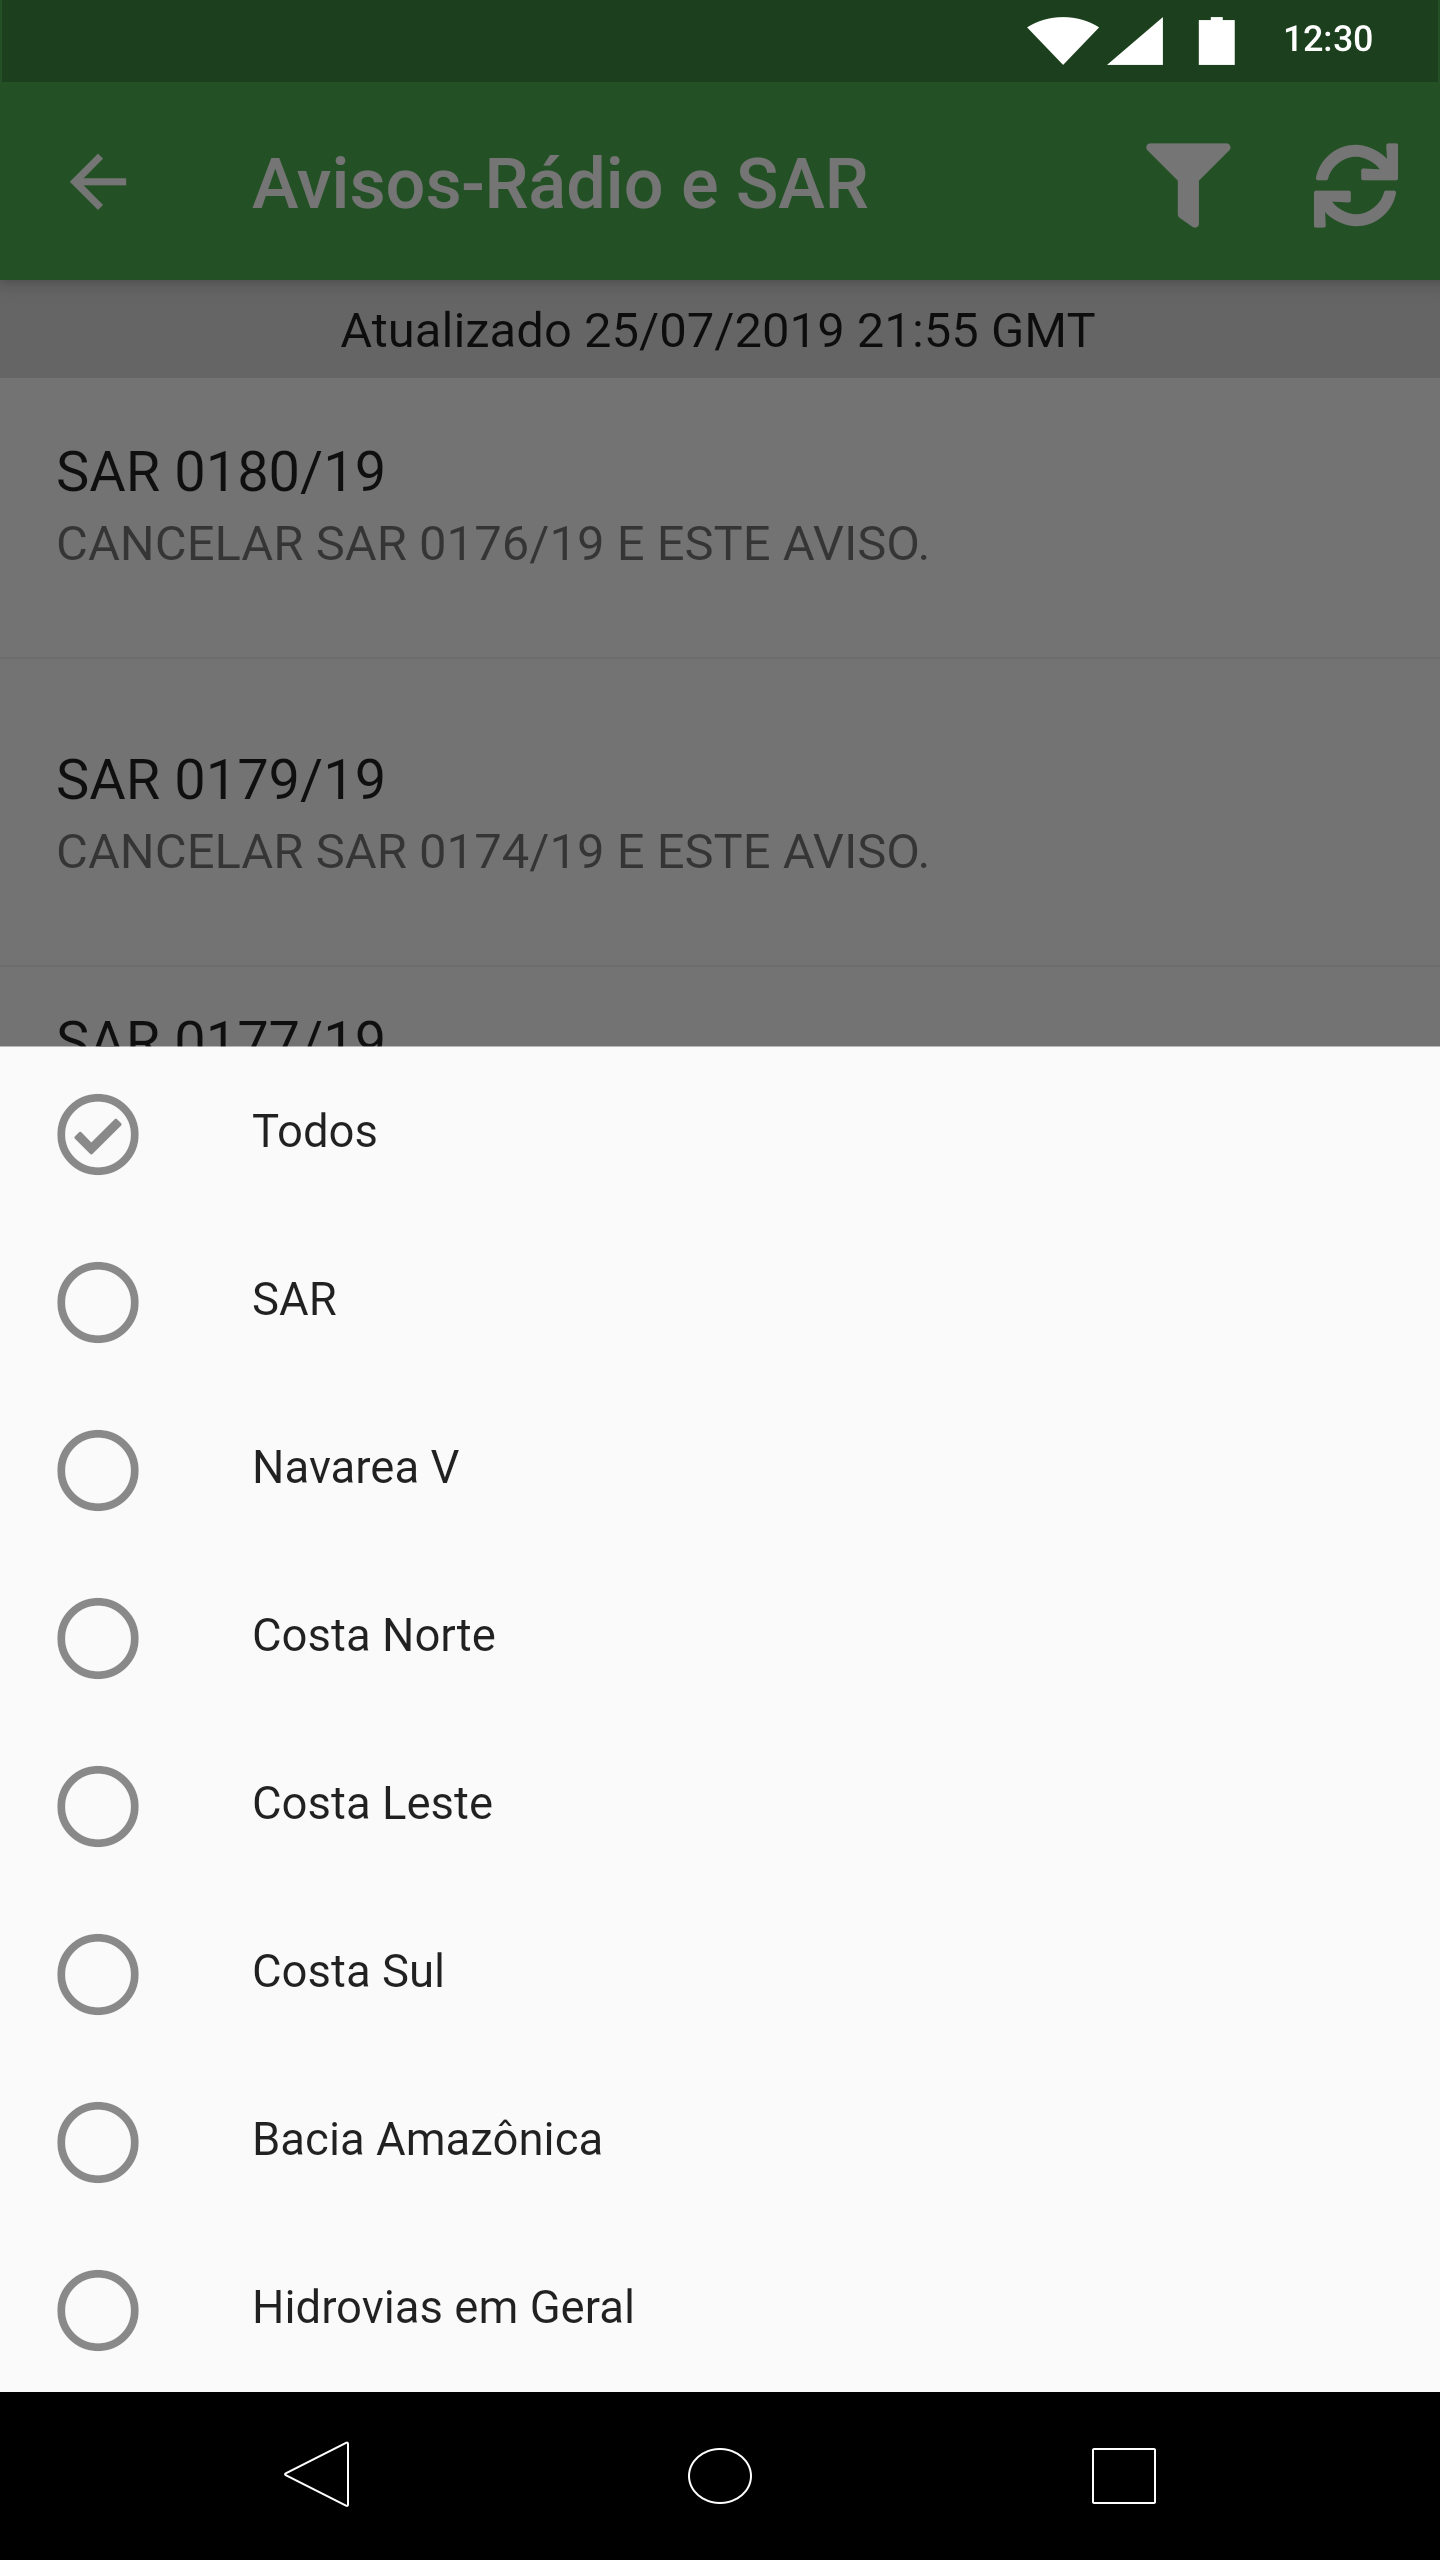 12:30
Avisos-Rádio e SAR
Atualizado 25/07/2019 21:55 GMT
SAR 0180/19
CANCELAR SAR 0176/19 E ESTE AVISO.
SAR 0179/19
CANCELAR SAR 0174/19 E ESTE AVISO.
SAR 0177/19
Todos
SAR
Navarea V
Costa Norte
Costa Leste
Costa Sul
Bacia Amazônica
Hidrovias em Geral